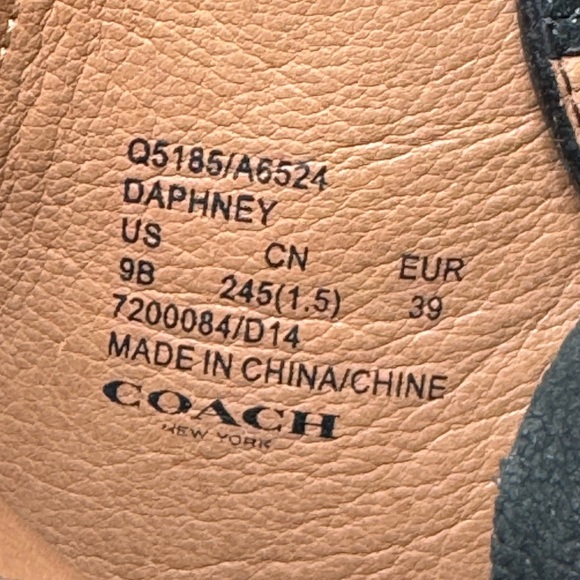 Q5185/A6524
DAPHNEY
US CN EUR
9B 245(1.5) 39
7200084/D14
MADE IN CHINA/CHINE
COACH
NEW YORK